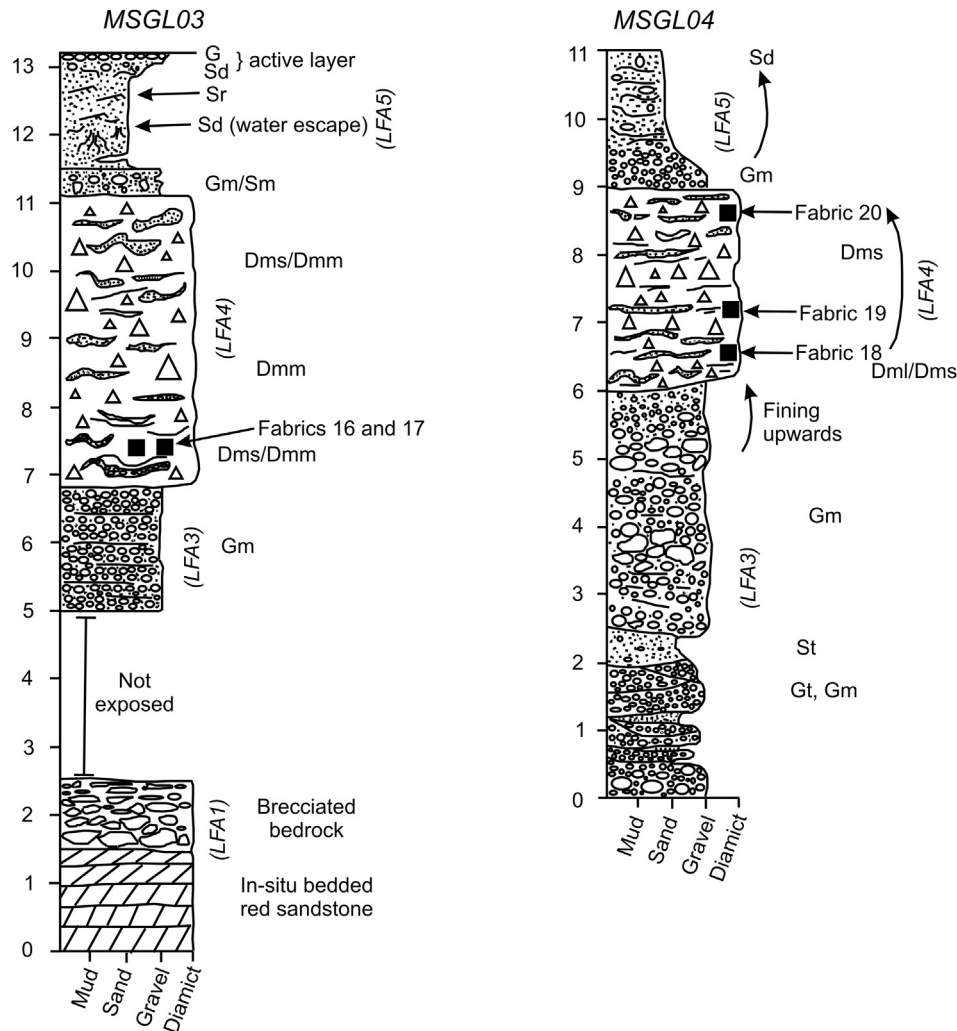 MSGL03
13
12
11
10
9
8
7
6
5
4
3
2
1
0
G
Sd
} active layer
Sr
Sd (water escape)
(LFA5)
Gm/Sm
Dms/Dmm
(LFA4)
Dmm
Fabrics 16 and 17
Dms/Dmm
(LFA3)
Gm
Not
exposed
(LFA1)
Brecciated
bedrock
In-situ bedded
red sandstone
Mud
Sand
Gravel
Diamict
MSGL04
11
10
9
8
7
6
5
4
3
2
1
0
Sd
(LFA5)
Gm
Fabric 20
Dms
(LFA4)
Fabric 19
Fabric 18
Dml/Dms
Fining
upwards
Gm
(LFA3)
St
Gt, Gm
Mud
Sand
Gravel
Diamict